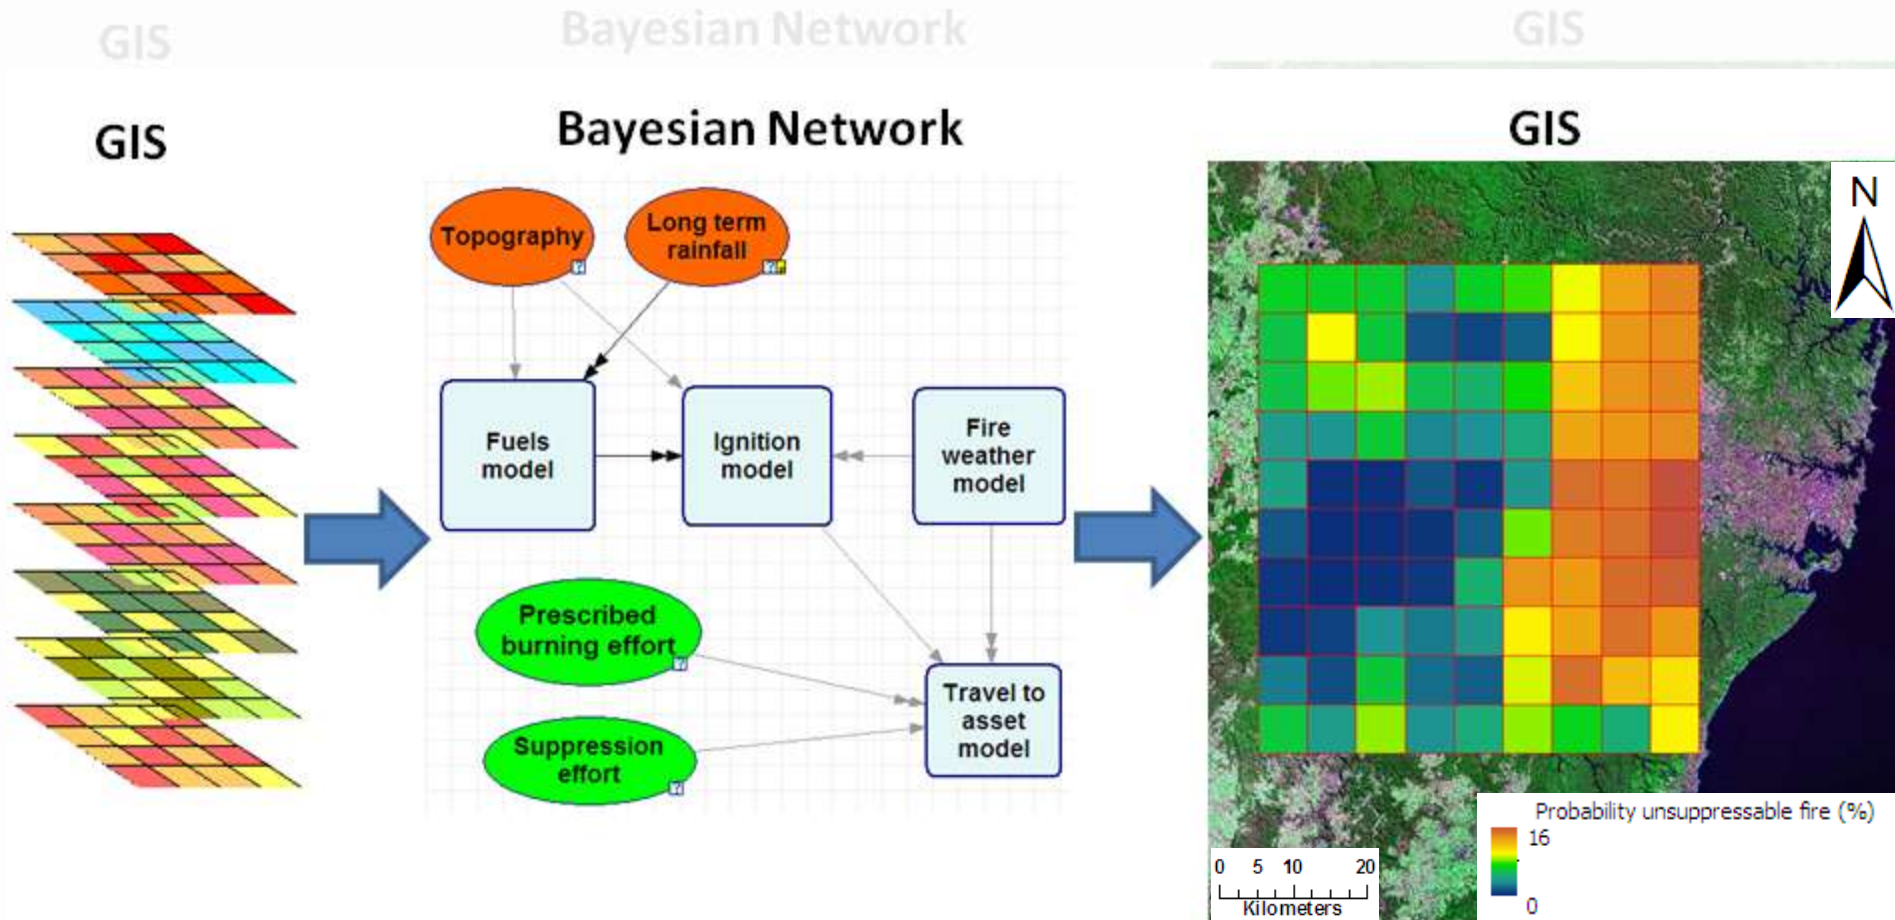 GIS
Bayesian Network
GIS
GIS
Bayesian Network
GIS
Topography
Long term
rainfall
Fuels
model
Ignition
model
Fire
weather
model
Prescribed
burning effort
Suppression
effort
Travel to
asset
model
N
Probability unsuppressable fire (%)
16
0
0 5 10 20
Kilometers